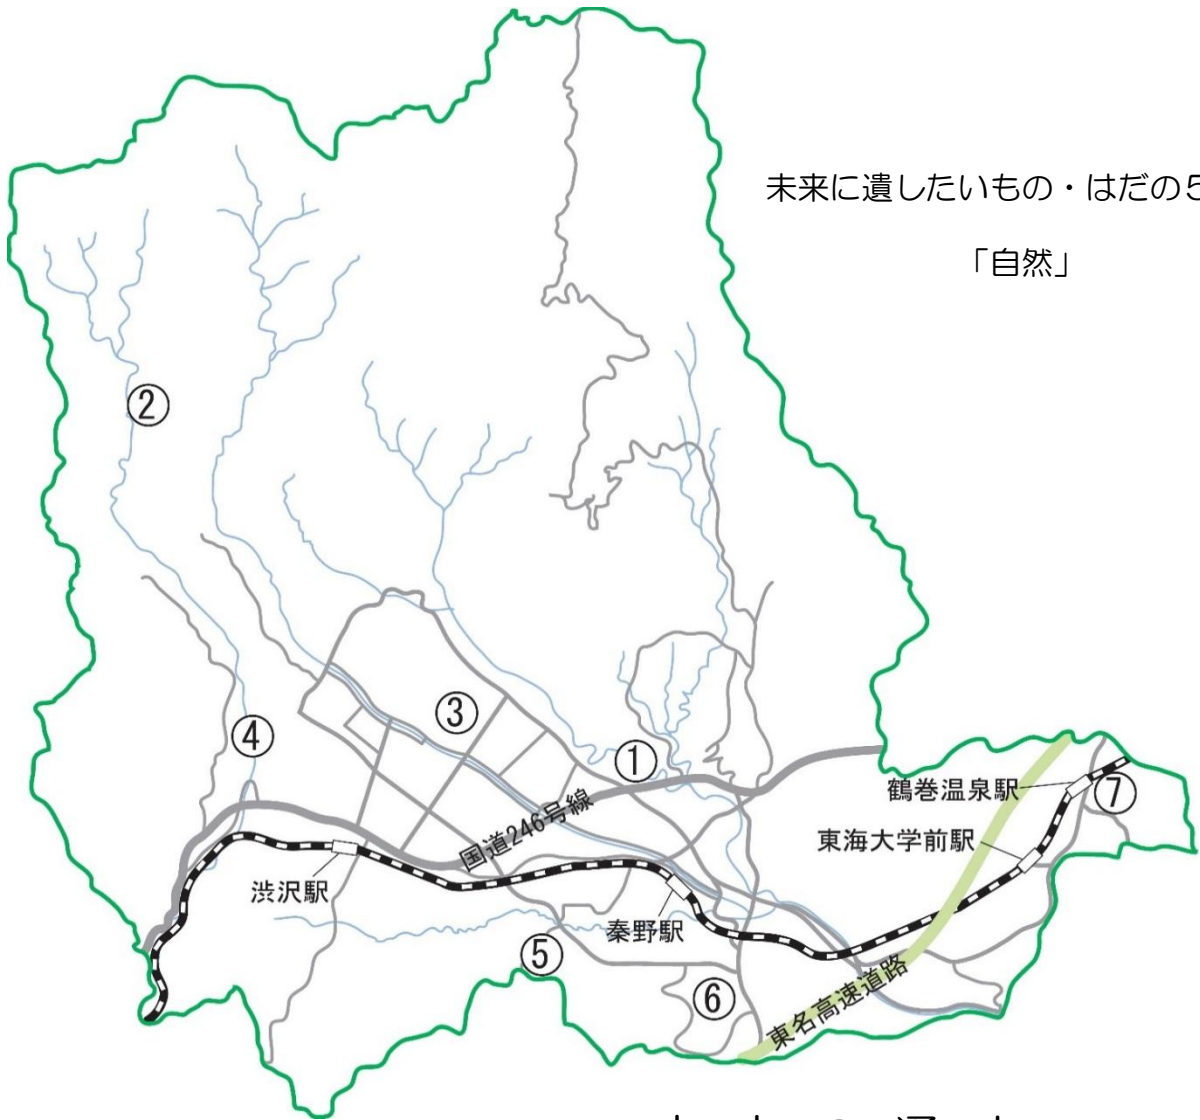 未来に遺したいもの・はだの5
「自然」
②
③
④
①
鶴巻温泉駅
⑦
国道246号線
東海大学前駅
渋沢駅
秦野駅
⑤
⑥
東名高速道路